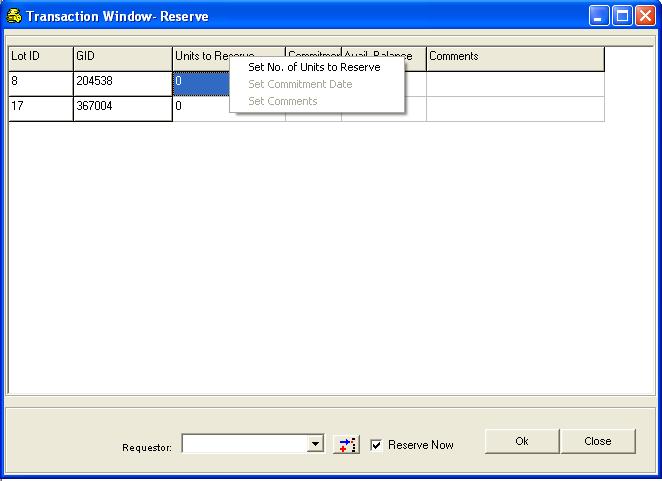 Transaction Window- Reserve
Lot ID GID Units to Reserve Commitmen Avail. Balance Comments
8 204538 0
17 367004 0
Set No. of Units to Reserve
Set Commitment Date
Set Comments
Requestor: Reserve Now Ok Close